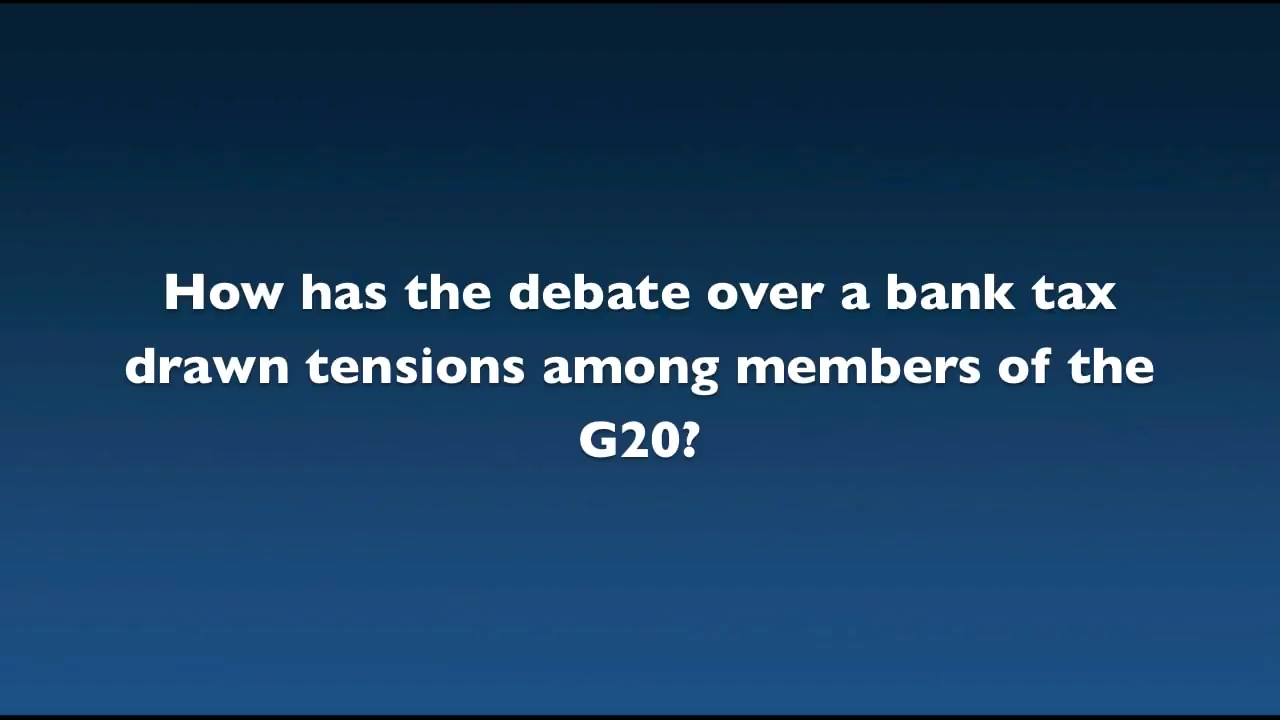 How has the debate over a bank tax
drawn tensions among members of the
G20?